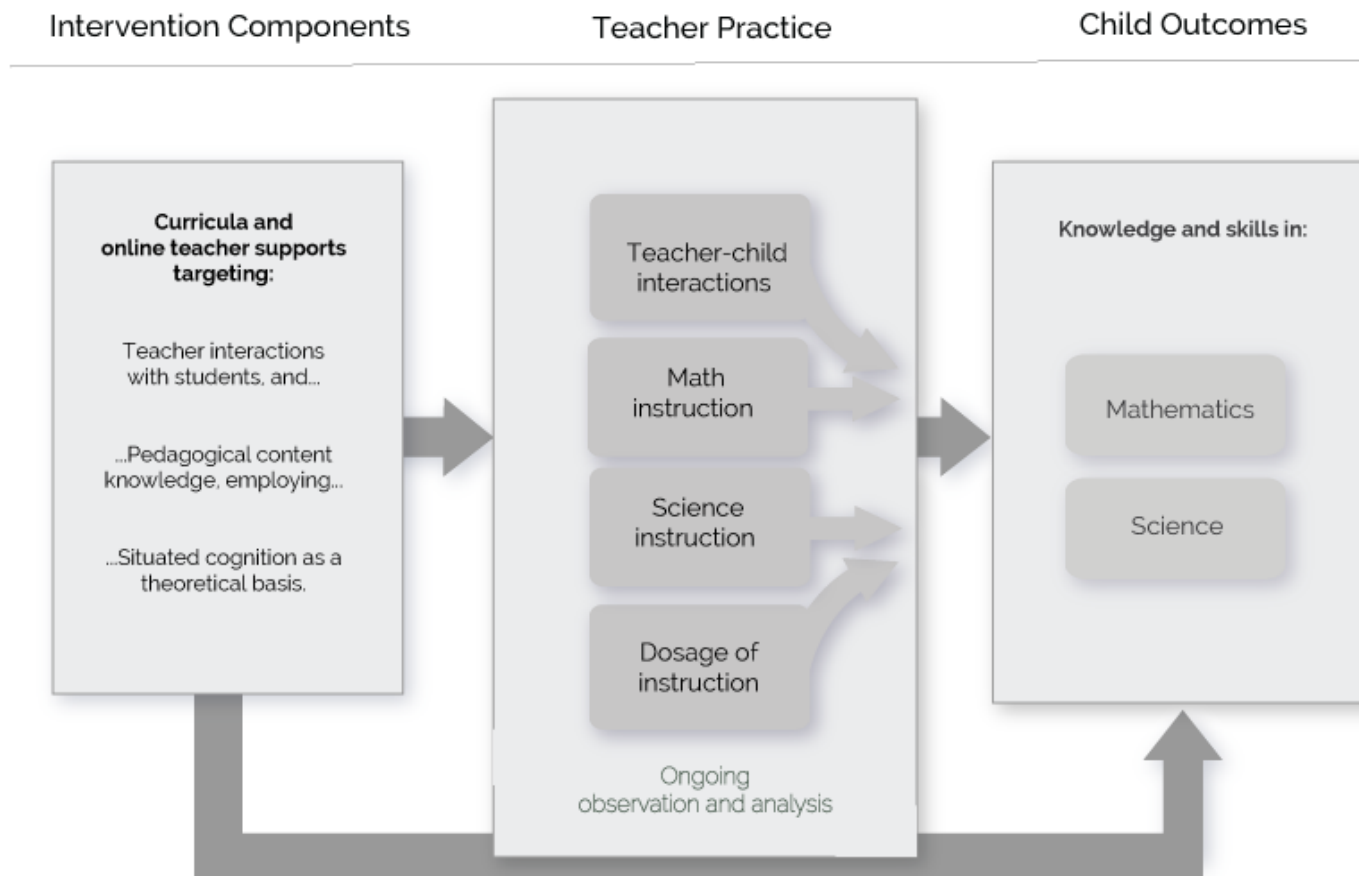 Intervention Components
Teacher Practice
Child Outcomes
Curricula and
online teacher supports
targeting:
Teacher interactions
with students, and...
...Pedagogical content
knowledge, employing...
...Situated cognition as a
theoretical basis.
Teacher-child
interactions
Math
instruction
Science
instruction
Dosage of
instruction
Ongoing
observation and analysis
Knowledge and skills in:
Mathematics
Science